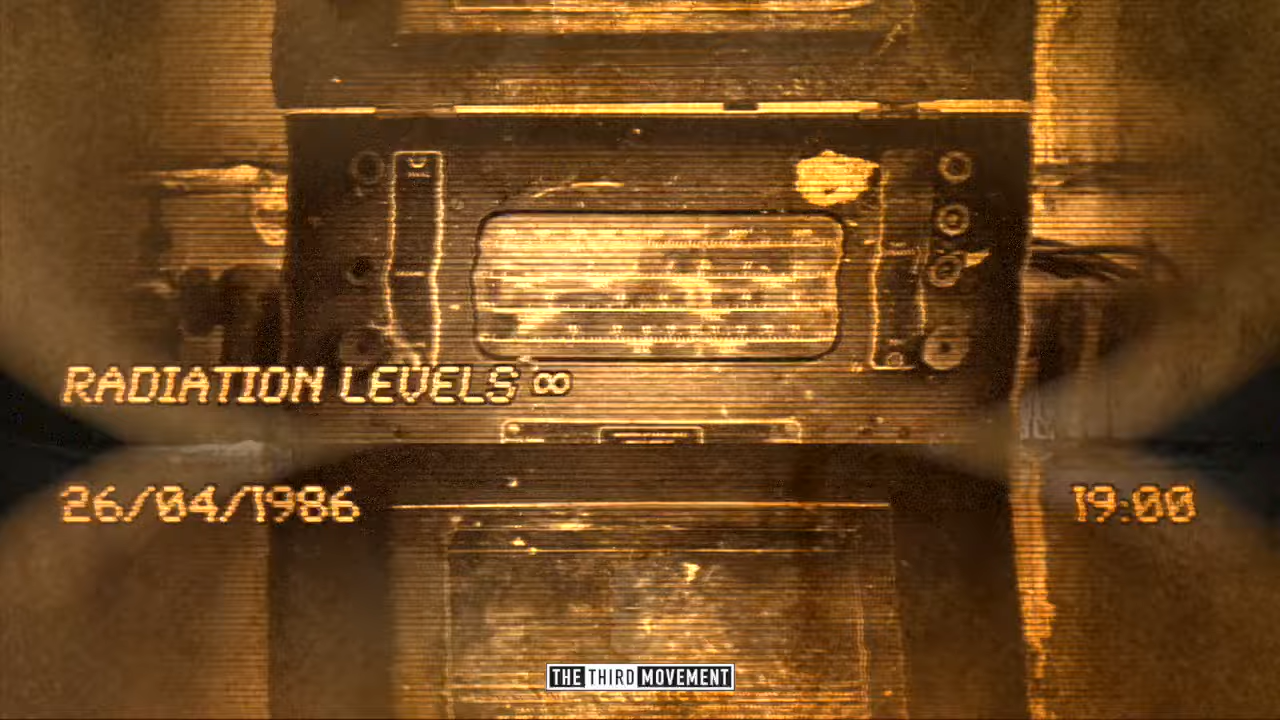 RADIATION LEVELS ∞
26/04/1986
19:00
THE THIRD MOVEMENT